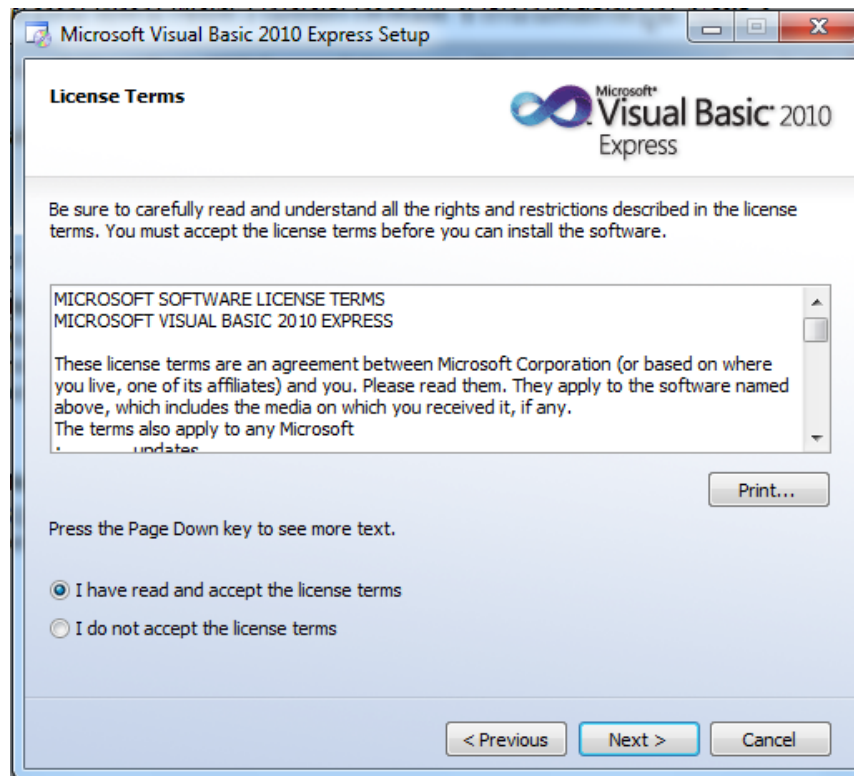 Microsoft Visual Basic 2010 Express Setup
License Terms
Microsoft®
Visual Basic® 2010
Express
Be sure to carefully read and understand all the rights and restrictions described in the license
terms. You must accept the license terms before you can install the software.
MICROSOFT SOFTWARE LICENSE TERMS
MICROSOFT VISUAL BASIC 2010 EXPRESS
These license terms are an agreement between Microsoft Corporation (or based on where
you live, one of its affiliates) and you. Please read them. They apply to the software named
above, which includes the media on which you received it, if any.
The terms also apply to any Microsoft
· updates
Print...
Press the Page Down key to see more text.
I have read and accept the license terms
I do not accept the license terms
< Previous
Next >
Cancel